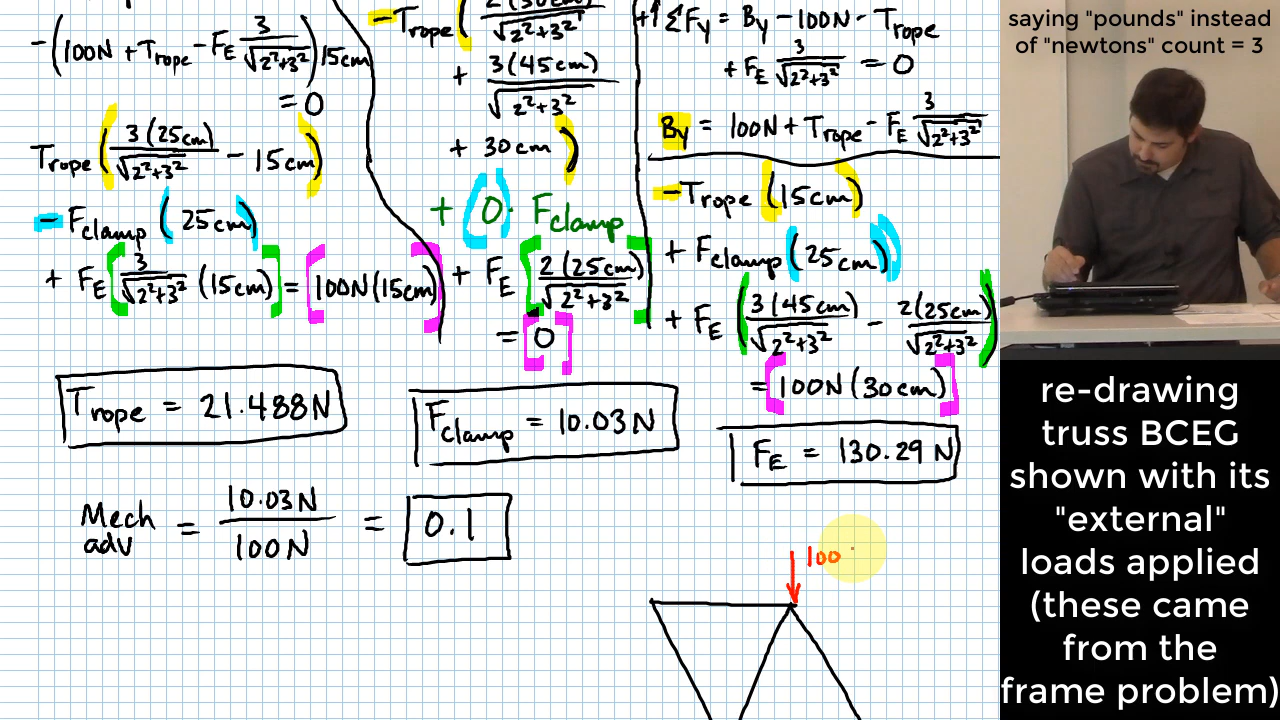 -(100N + Trope - FE 3/√2²+3²)15cm
= 0
Trope (3(25cm)/√2²+3² - 15cm)
- Fclamp (25cm)
+ FE [3/√2²+3² (15cm)] = [100N(15cm)]
Trope = 21.488N
-Trope (2(30cm)/√2²+3²
+ 3(45cm)/√2²+3²
+ 30cm)
+ (0)· Fclamp
+ FE [2(25cm)/√2²+3²]
= [0]
Fclamp = 10.03N
+↑ΣFy = By - 100N - Trope
+ FE 3/√2²+3² = 0
By = 100N + Trope - FE 3/√2²+3²
-Trope (15cm)
+ Fclamp (25cm)
+ FE (3(45cm)/√2²+3² - 2(25cm)/√2²+3²)
= [100N(30cm)]
FE = 130.29 N
Mech adv = 10.03N/100N = 0.1
100
saying "pounds" instead
of "newtons" count = 3
re-drawing
truss BCEG
shown with its
"external"
loads applied
(these came
from the
frame problem)